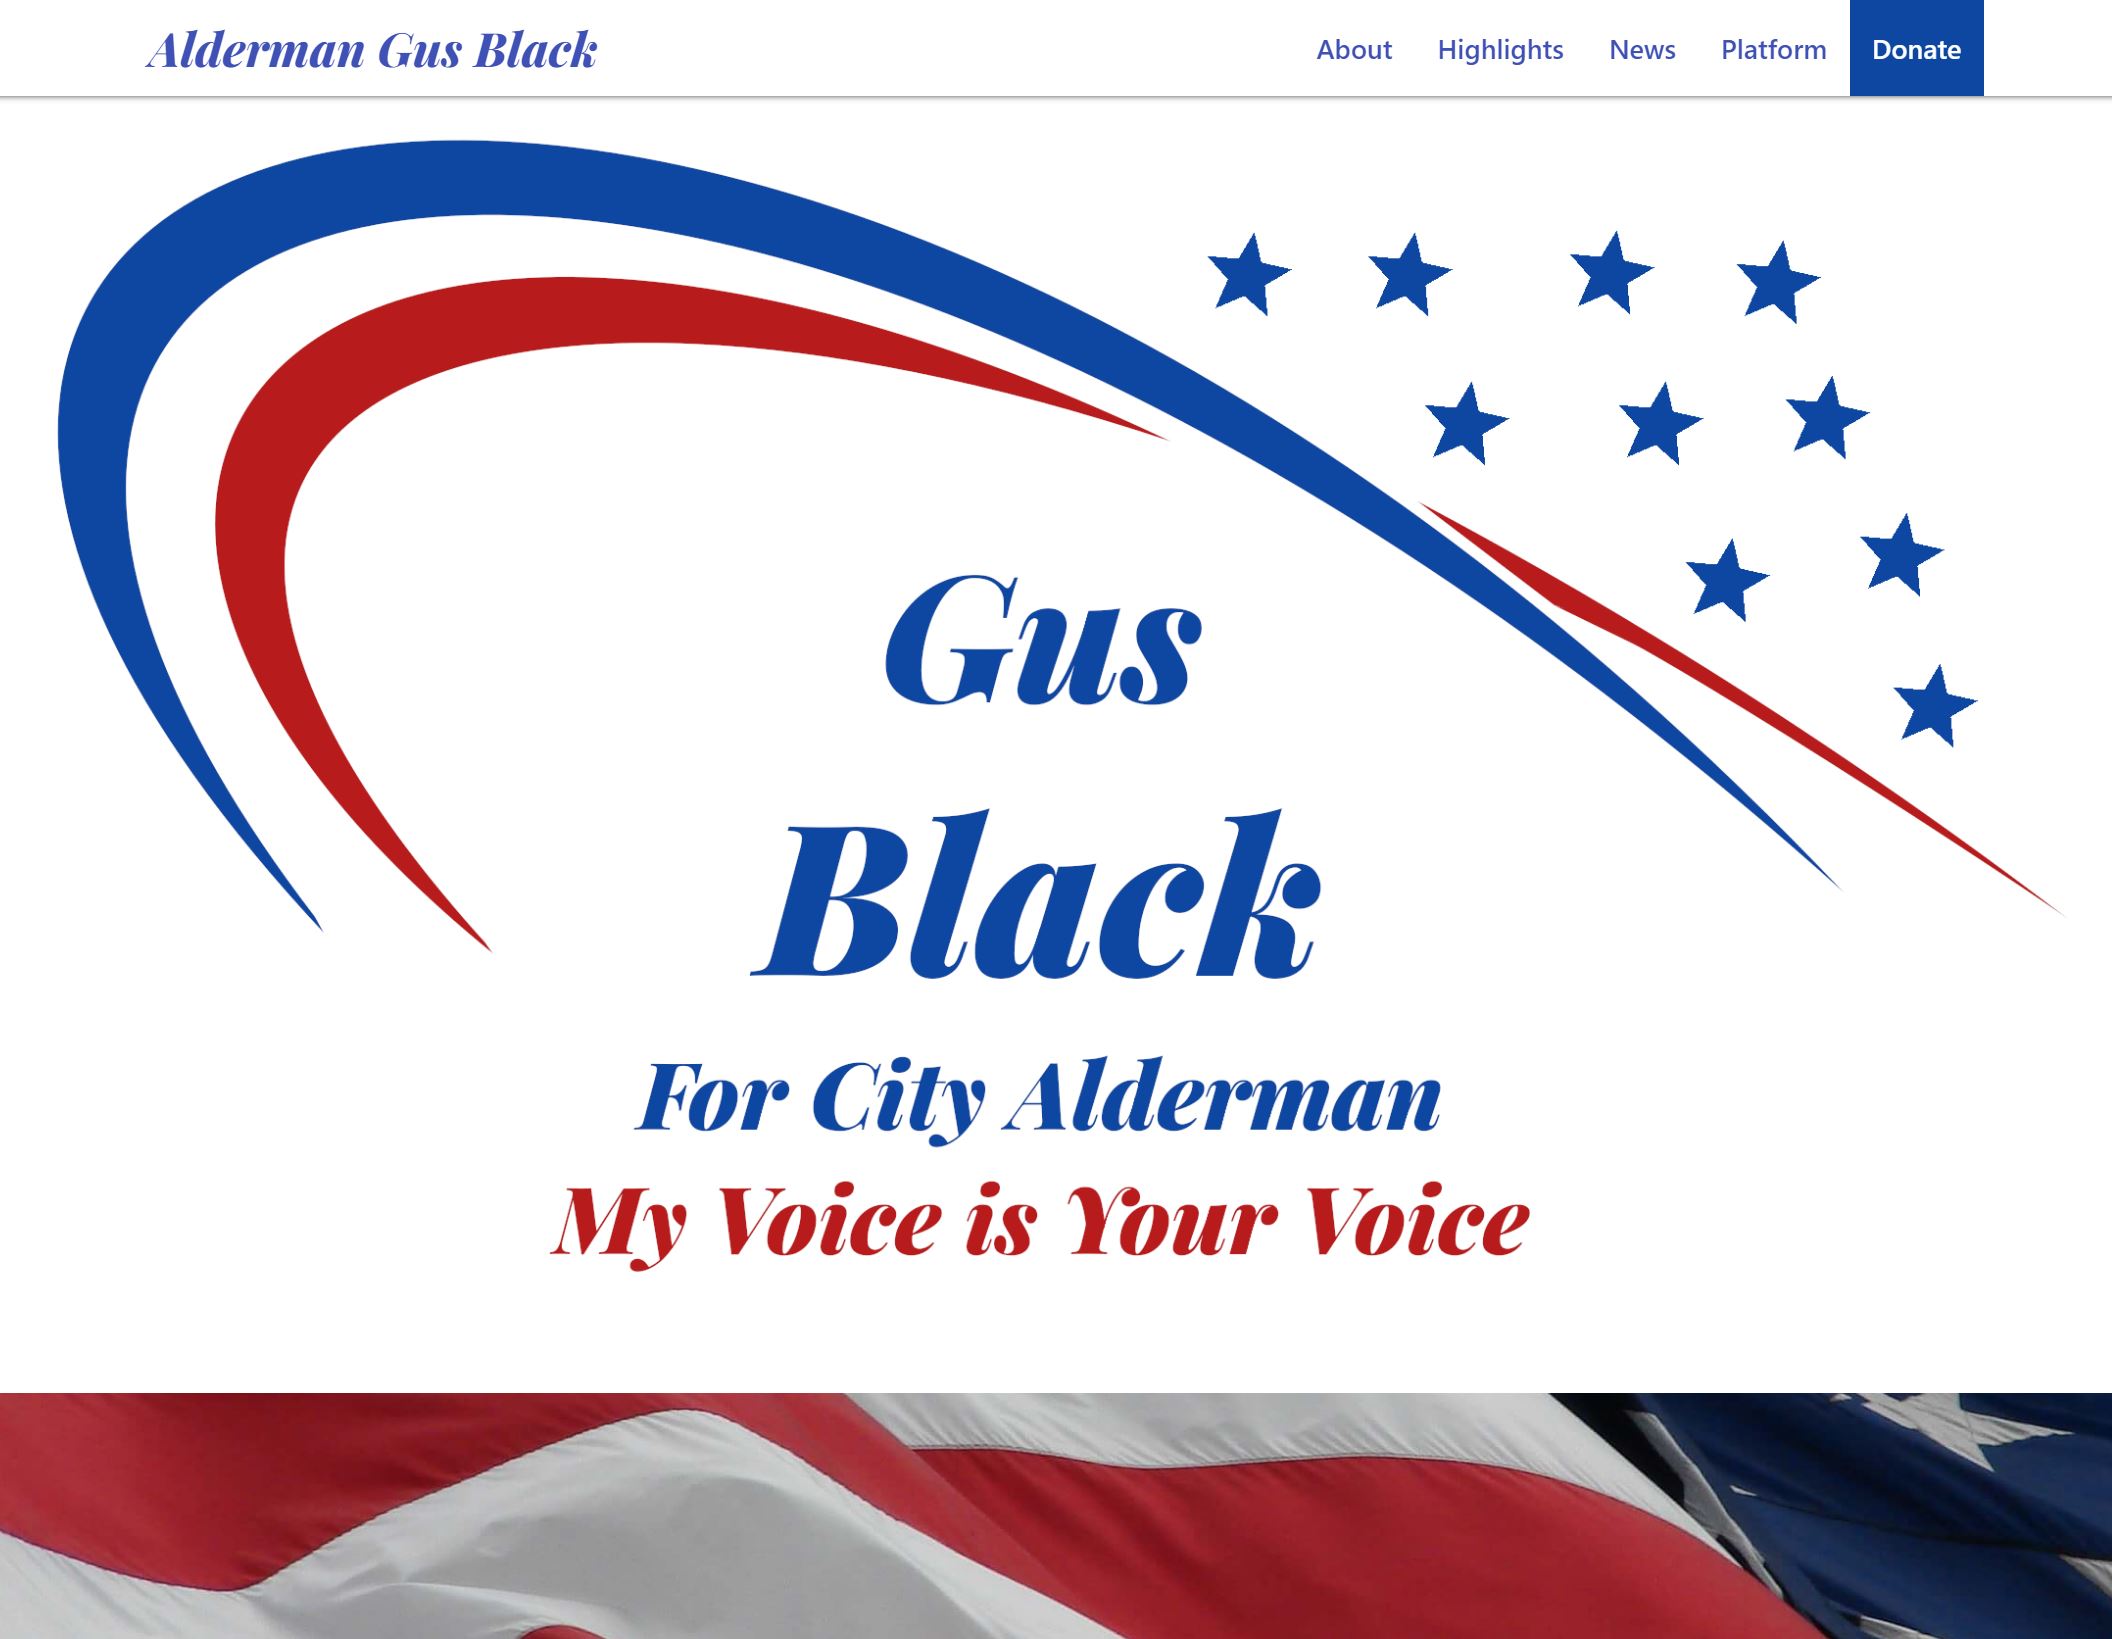 Alderman Gus Black
About
Highlights
News
Platform
Donate
Gus
Black
For City Alderman
My Voice is Your Voice